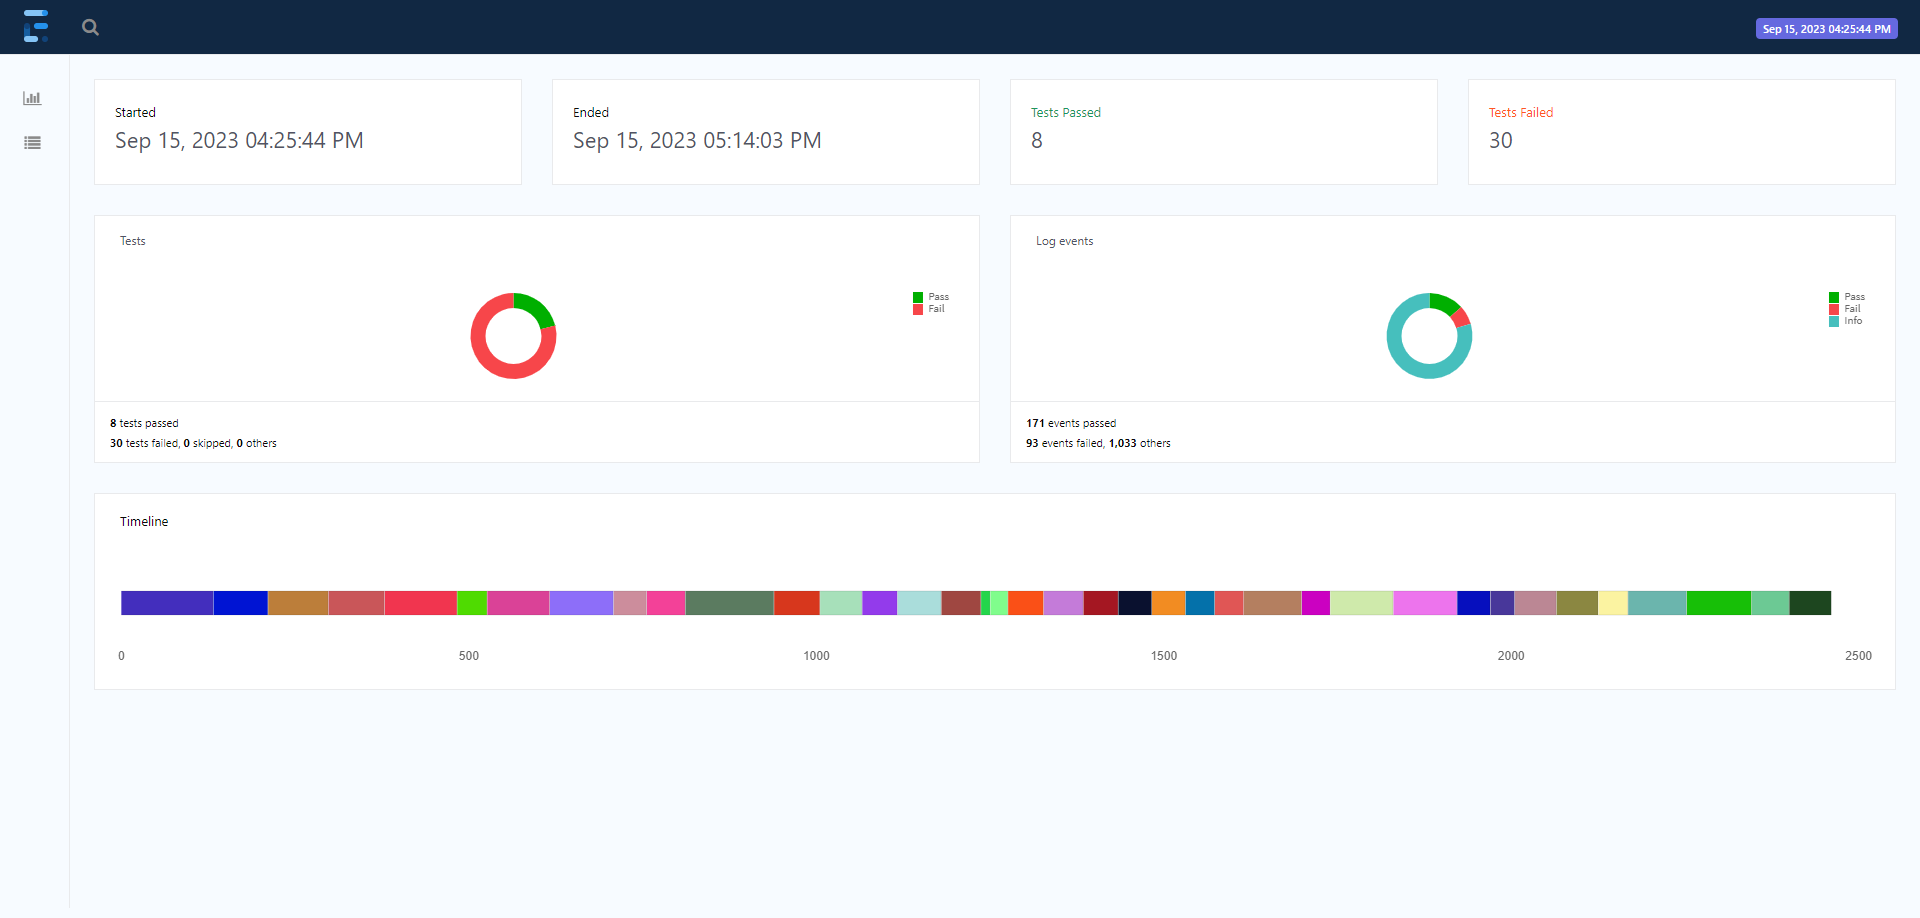 Sep 15, 2023 04:25:44 PM
Started
Sep 15, 2023 04:25:44 PM
Ended
Sep 15, 2023 05:14:03 PM
Tests Passed
8
Tests Failed
30
Tests
Pass
Fail
8 tests passed
30 tests failed, 0 skipped, 0 others
Log events
Pass
Fail
Info
171 events passed
93 events failed, 1,033 others
Timeline
0 500 1000 1500 2000 2500